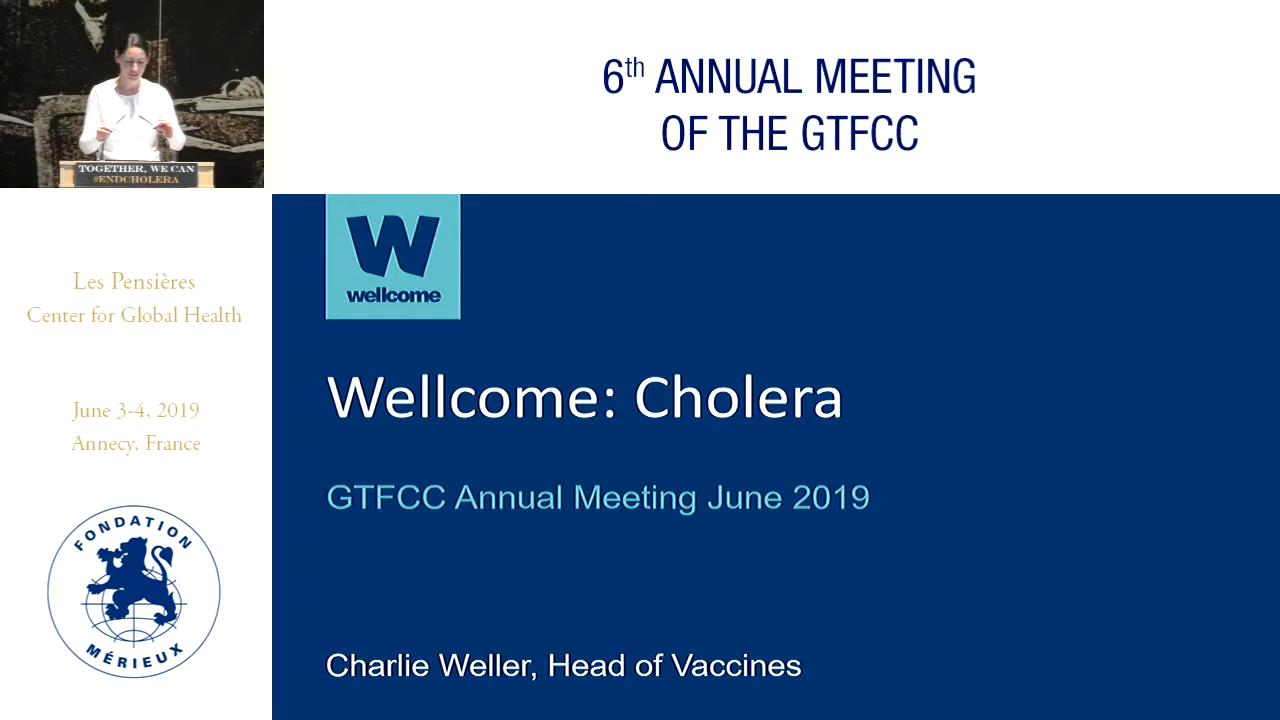 6th ANNUAL MEETING
OF THE GTFCC
TOGETHER, WE CAN
#ENDCHOLERA
Les Pensières
Center for Global Health
June 3-4, 2019
Annecy, France
FONDATION
MÉRIEUX
W
wellcome
Wellcome: Cholera
GTFCC Annual Meeting June 2019
Charlie Weller, Head of Vaccines